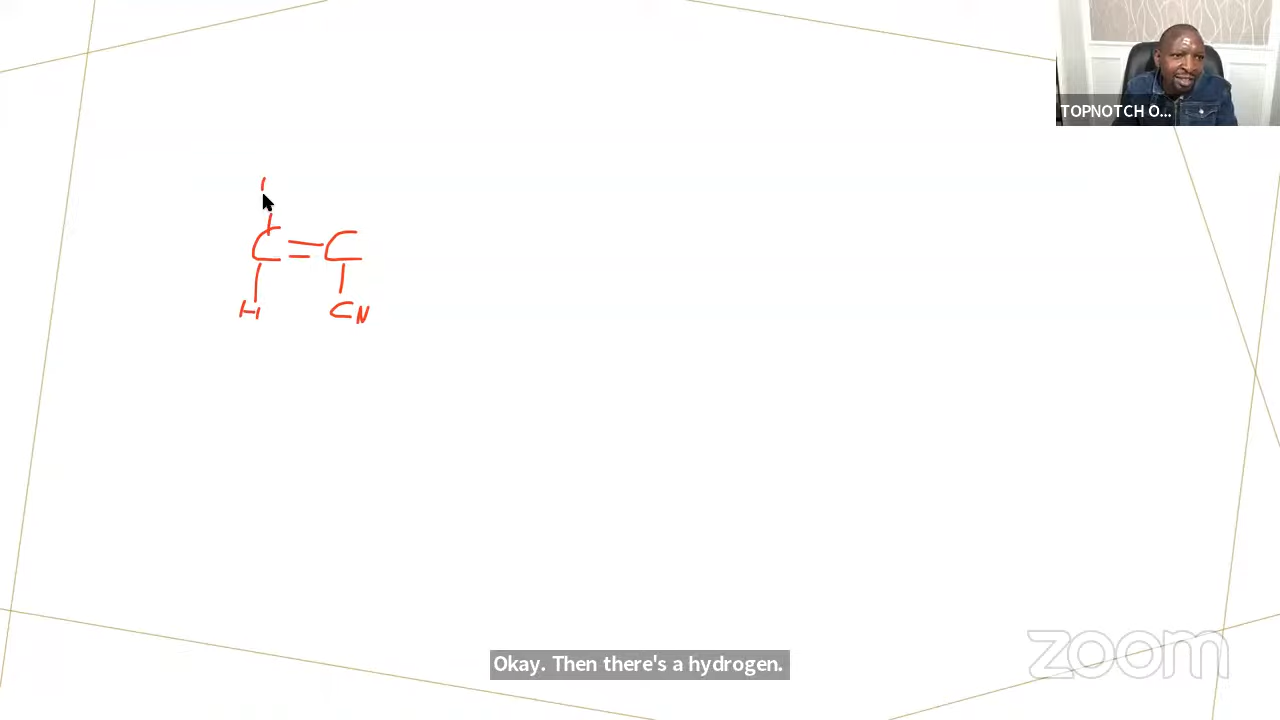 TOPNOTCH O...
C=C
H CN
Okay. Then there's a hydrogen.
zoom